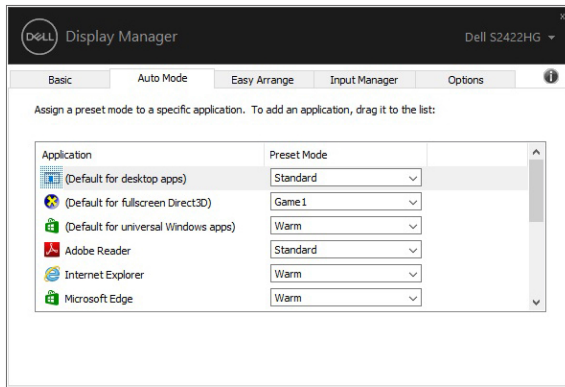 DELL Display Manager
Dell S2422HG
Basic Auto Mode Easy Arrange Input Manager Options
Assign a preset mode to a specific application. To add an application, drag it to the list:
Application Preset Mode
(Default for desktop apps) Standard
(Default for fullscreen Direct3D) Game1
(Default for universal Windows apps) Warm
Adobe Reader Standard
Internet Explorer Warm
Microsoft Edge Warm